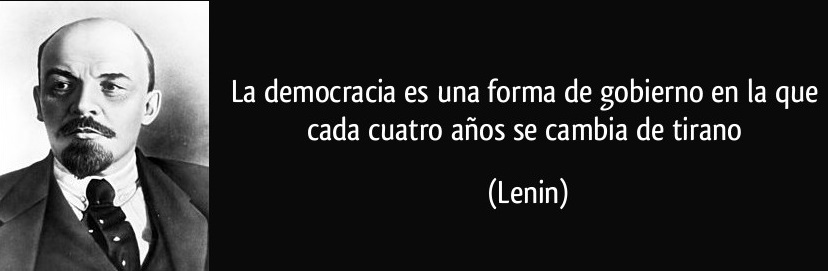 La democracia es una forma de gobierno en la que
cada cuatro años se cambia de tirano
(Lenin)